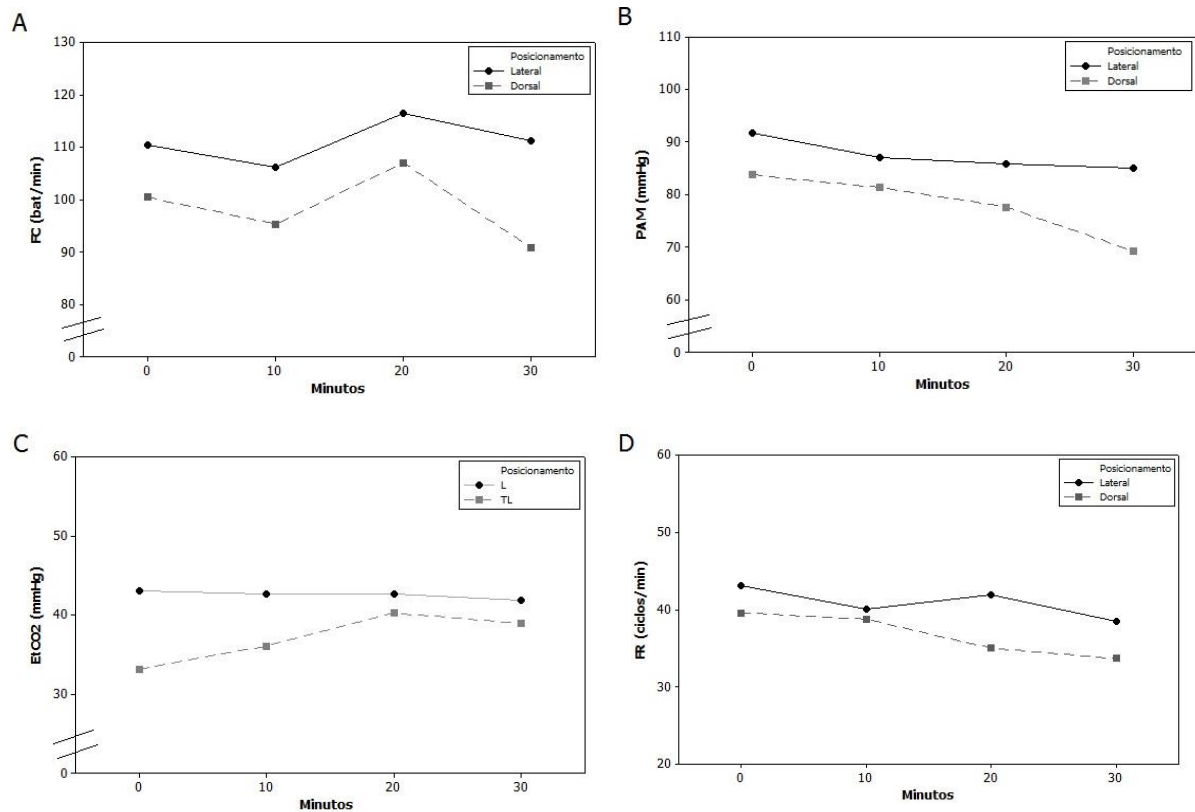 A
FC (bat/min)
130
120
110
100
90
80
0
0 10 20 30
Minutos
Posicionamento
Lateral
Dorsal
B
PAM (mmHg)
110
100
90
80
70
60
0
0 10 20 30
Minutos
Posicionamento
Lateral
Dorsal
C
EtCO2 (mmHg)
60
50
40
30
0
0 10 20 30
Minutos
Posicionamento
L
TL
D
FR (ciclos/min)
60
50
40
30
20
0 10 20 30
Minutos
Posicionamento
Lateral
Dorsal